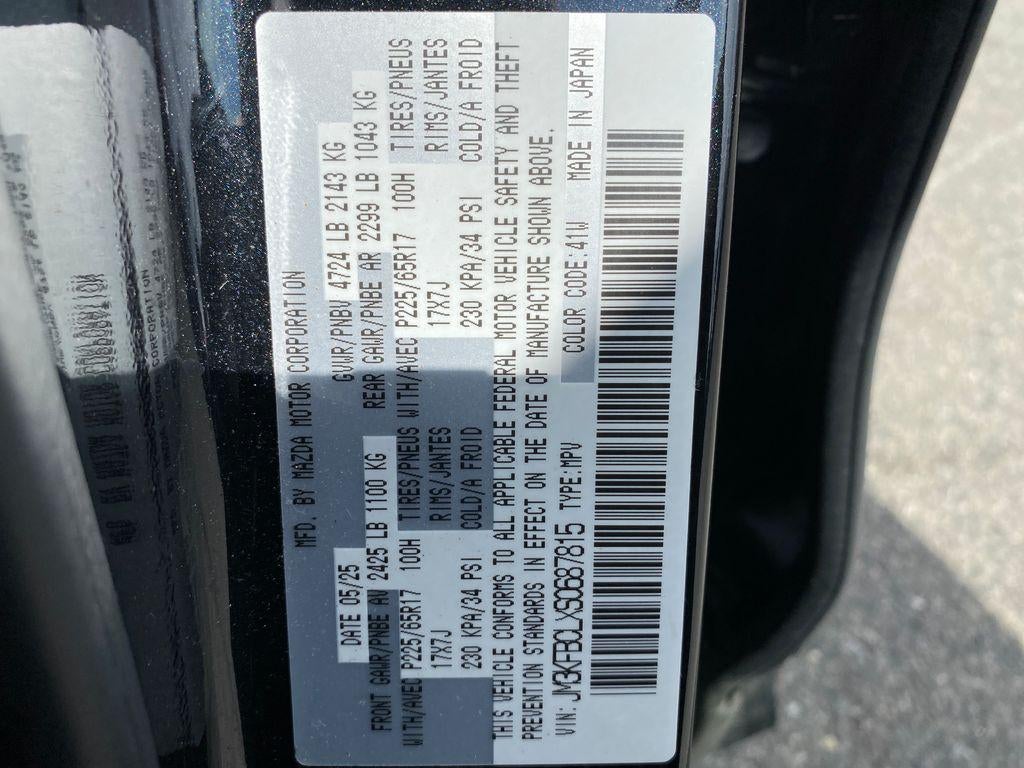 MFD. BY MAZDA MOTOR CORPORATION
DATE 05/25 GVWR/PNBV 4724 LB 2143 KG
FRONT GAWR/PNBE AV 2425 LB 1100 KG REAR GAWR/PNBE AR 2299 LB 1043 KG
WITH/AVEC P225/65R17 100H TIRES/PNEUS WITH/AVEC P225/65R17 100H TIRES/PNEUS
17X7J RIMS/JANTES 17X7J RIMS/JANTES
230 KPA/34 PSI COLD/A FROID 230 KPA/34 PSI COLD/A FROID
THIS VEHICLE CONFORMS TO ALL APPLICABLE FEDERAL MOTOR VEHICLE SAFETY AND THEFT
PREVENTION STANDARDS IN EFFECT ON THE DATE OF MANUFACTURE SHOWN ABOVE.
VIN: JM3KFBCLXS0687815 TYPE:MPV COLOR CODE:41W MADE IN JAPAN